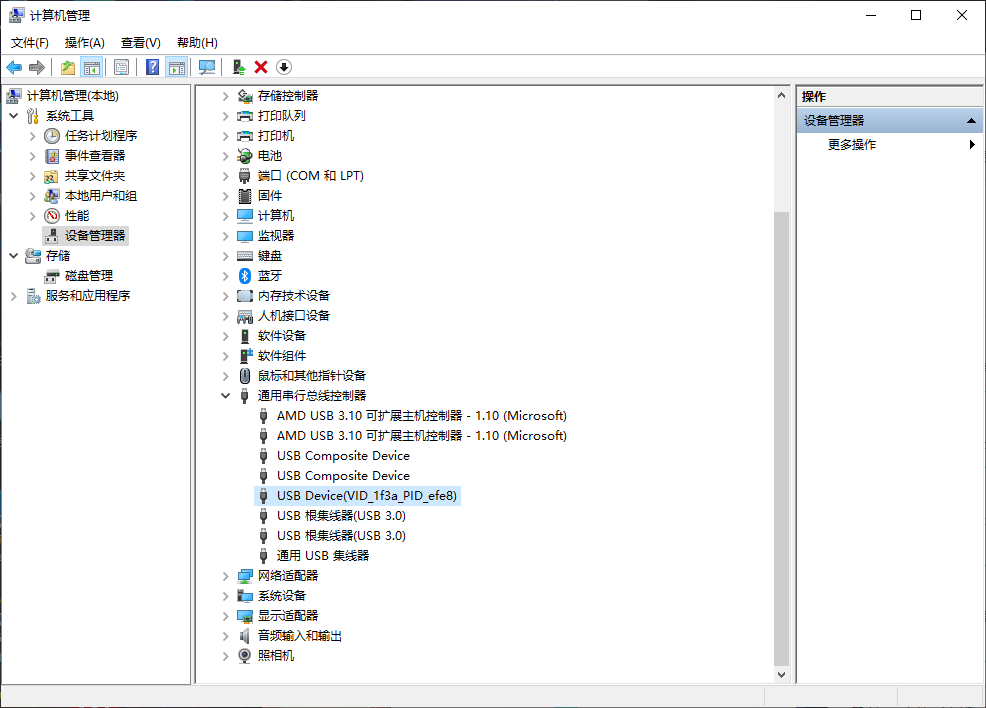 计算机管理
文件(F) 操作(A) 查看(V) 帮助(H)
计算机管理(本地)
系统工具
任务计划程序
事件查看器
共享文件夹
本地用户和组
性能
设备管理器
存储
磁盘管理
服务和应用程序
存储控制器
打印队列
打印机
电池
端口 (COM 和 LPT)
固件
计算机
监视器
键盘
蓝牙
内存技术设备
人机接口设备
软件设备
软件组件
鼠标和其他指针设备
通用串行总线控制器
AMD USB 3.10 可扩展主机控制器 - 1.10 (Microsoft)
AMD USB 3.10 可扩展主机控制器 - 1.10 (Microsoft)
USB Composite Device
USB Composite Device
USB Device(VID_1f3a_PID_efe8)
USB 根集线器(USB 3.0)
USB 根集线器(USB 3.0)
通用 USB 集线器
网络适配器
系统设备
显示适配器
音频输入和输出
照相机
操作
设备管理器
更多操作